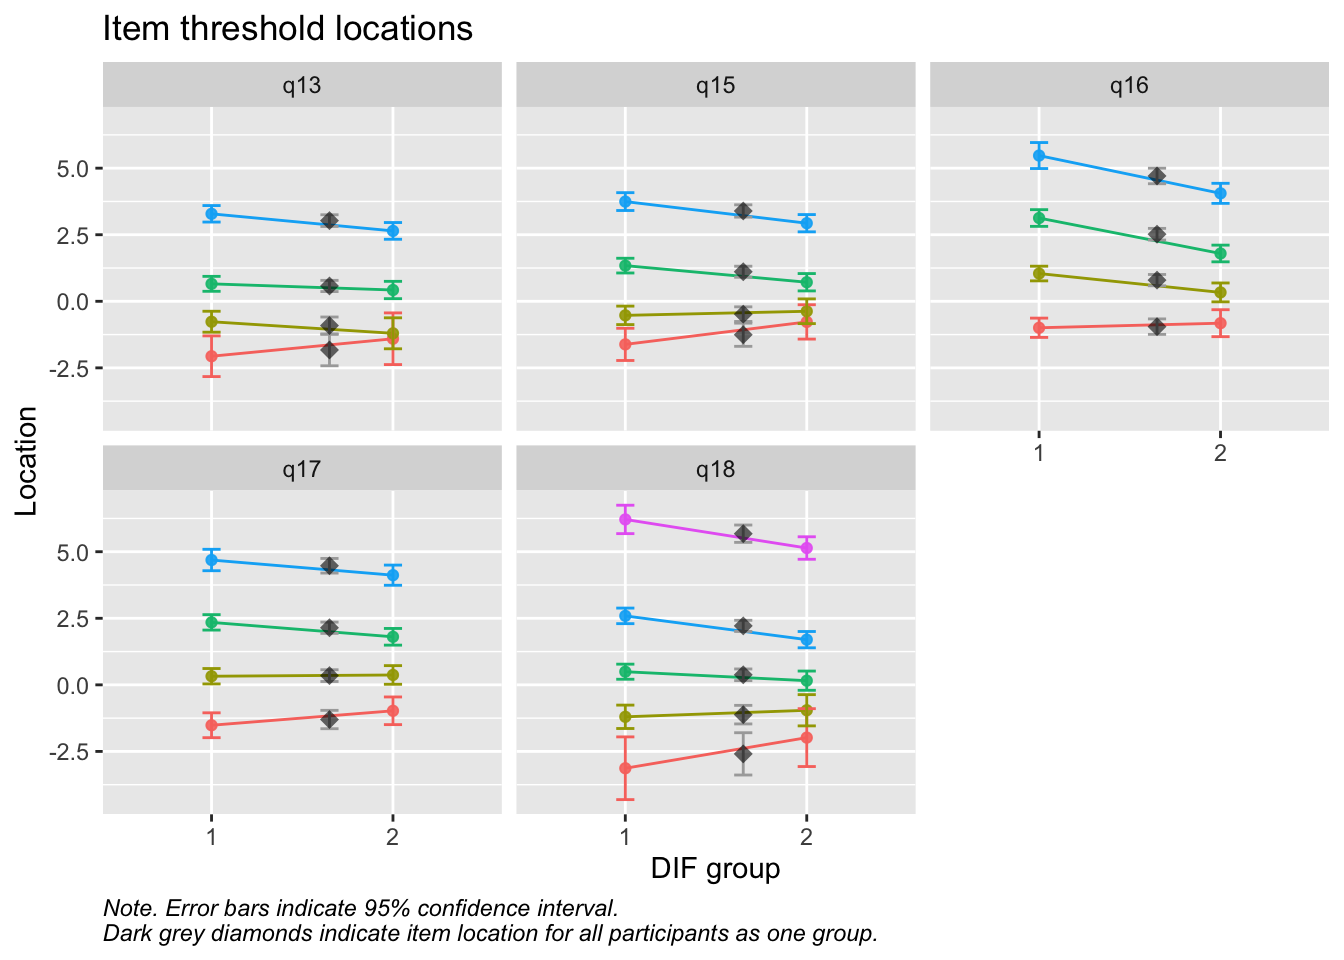 Item threshold locations
q13
q15
q16
5.0
2.5
0.0
-2.5
1
2
Location
q17
q18
5.0
2.5
0.0
-2.5
1
2
1
2
DIF group
Note. Error bars indicate 95% confidence interval.
Dark grey diamonds indicate item location for all participants as one group.